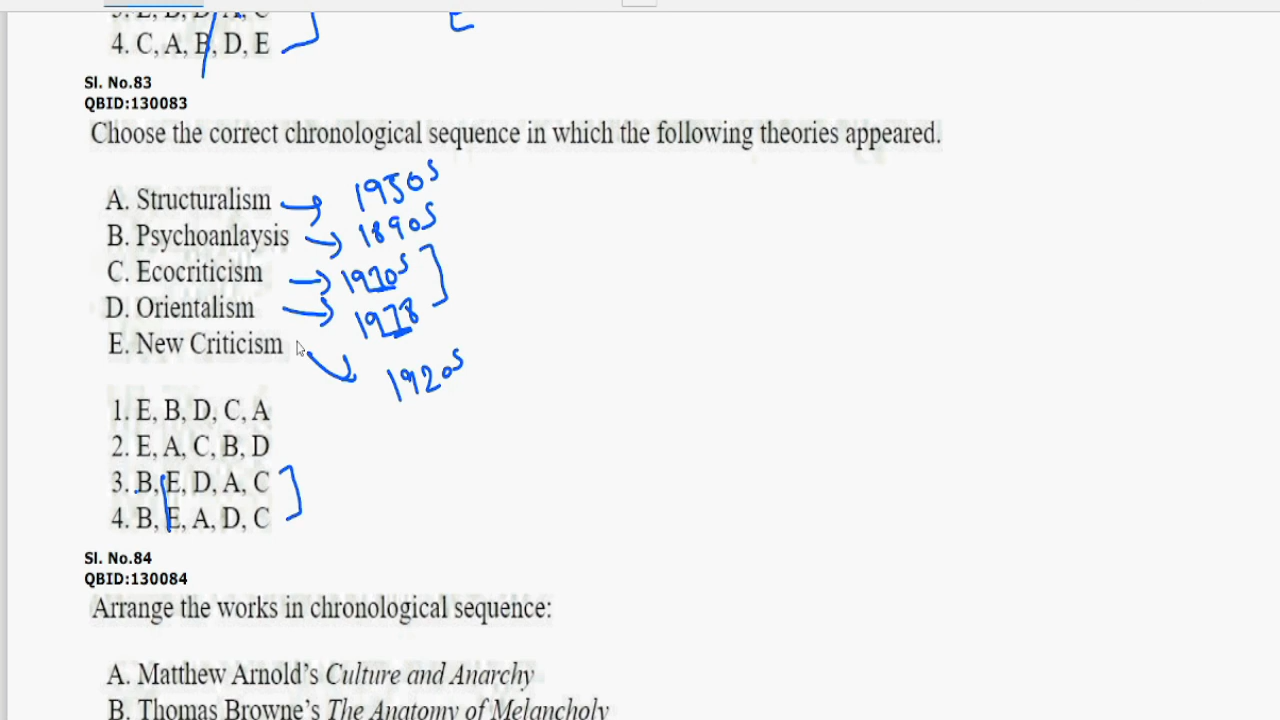 4. C, A, B, D, E
Sl. No.83
QBID:130083
Choose the correct chronological sequence in which the following theories appeared.
A. Structuralism 1950s
B. Psychoanlaysis 1890s
C. Ecocriticism 1970s
D. Orientalism 1978
E. New Criticism 1920s
1. E, B, D, C, A
2. E, A, C, B, D
3. B, E, D, A, C
4. B, E, A, D, C
Sl. No.84
QBID:130084
Arrange the works in chronological sequence:
A. Matthew Arnold's Culture and Anarchy
B. Thomas Browne's The Anatomy of Melancholy